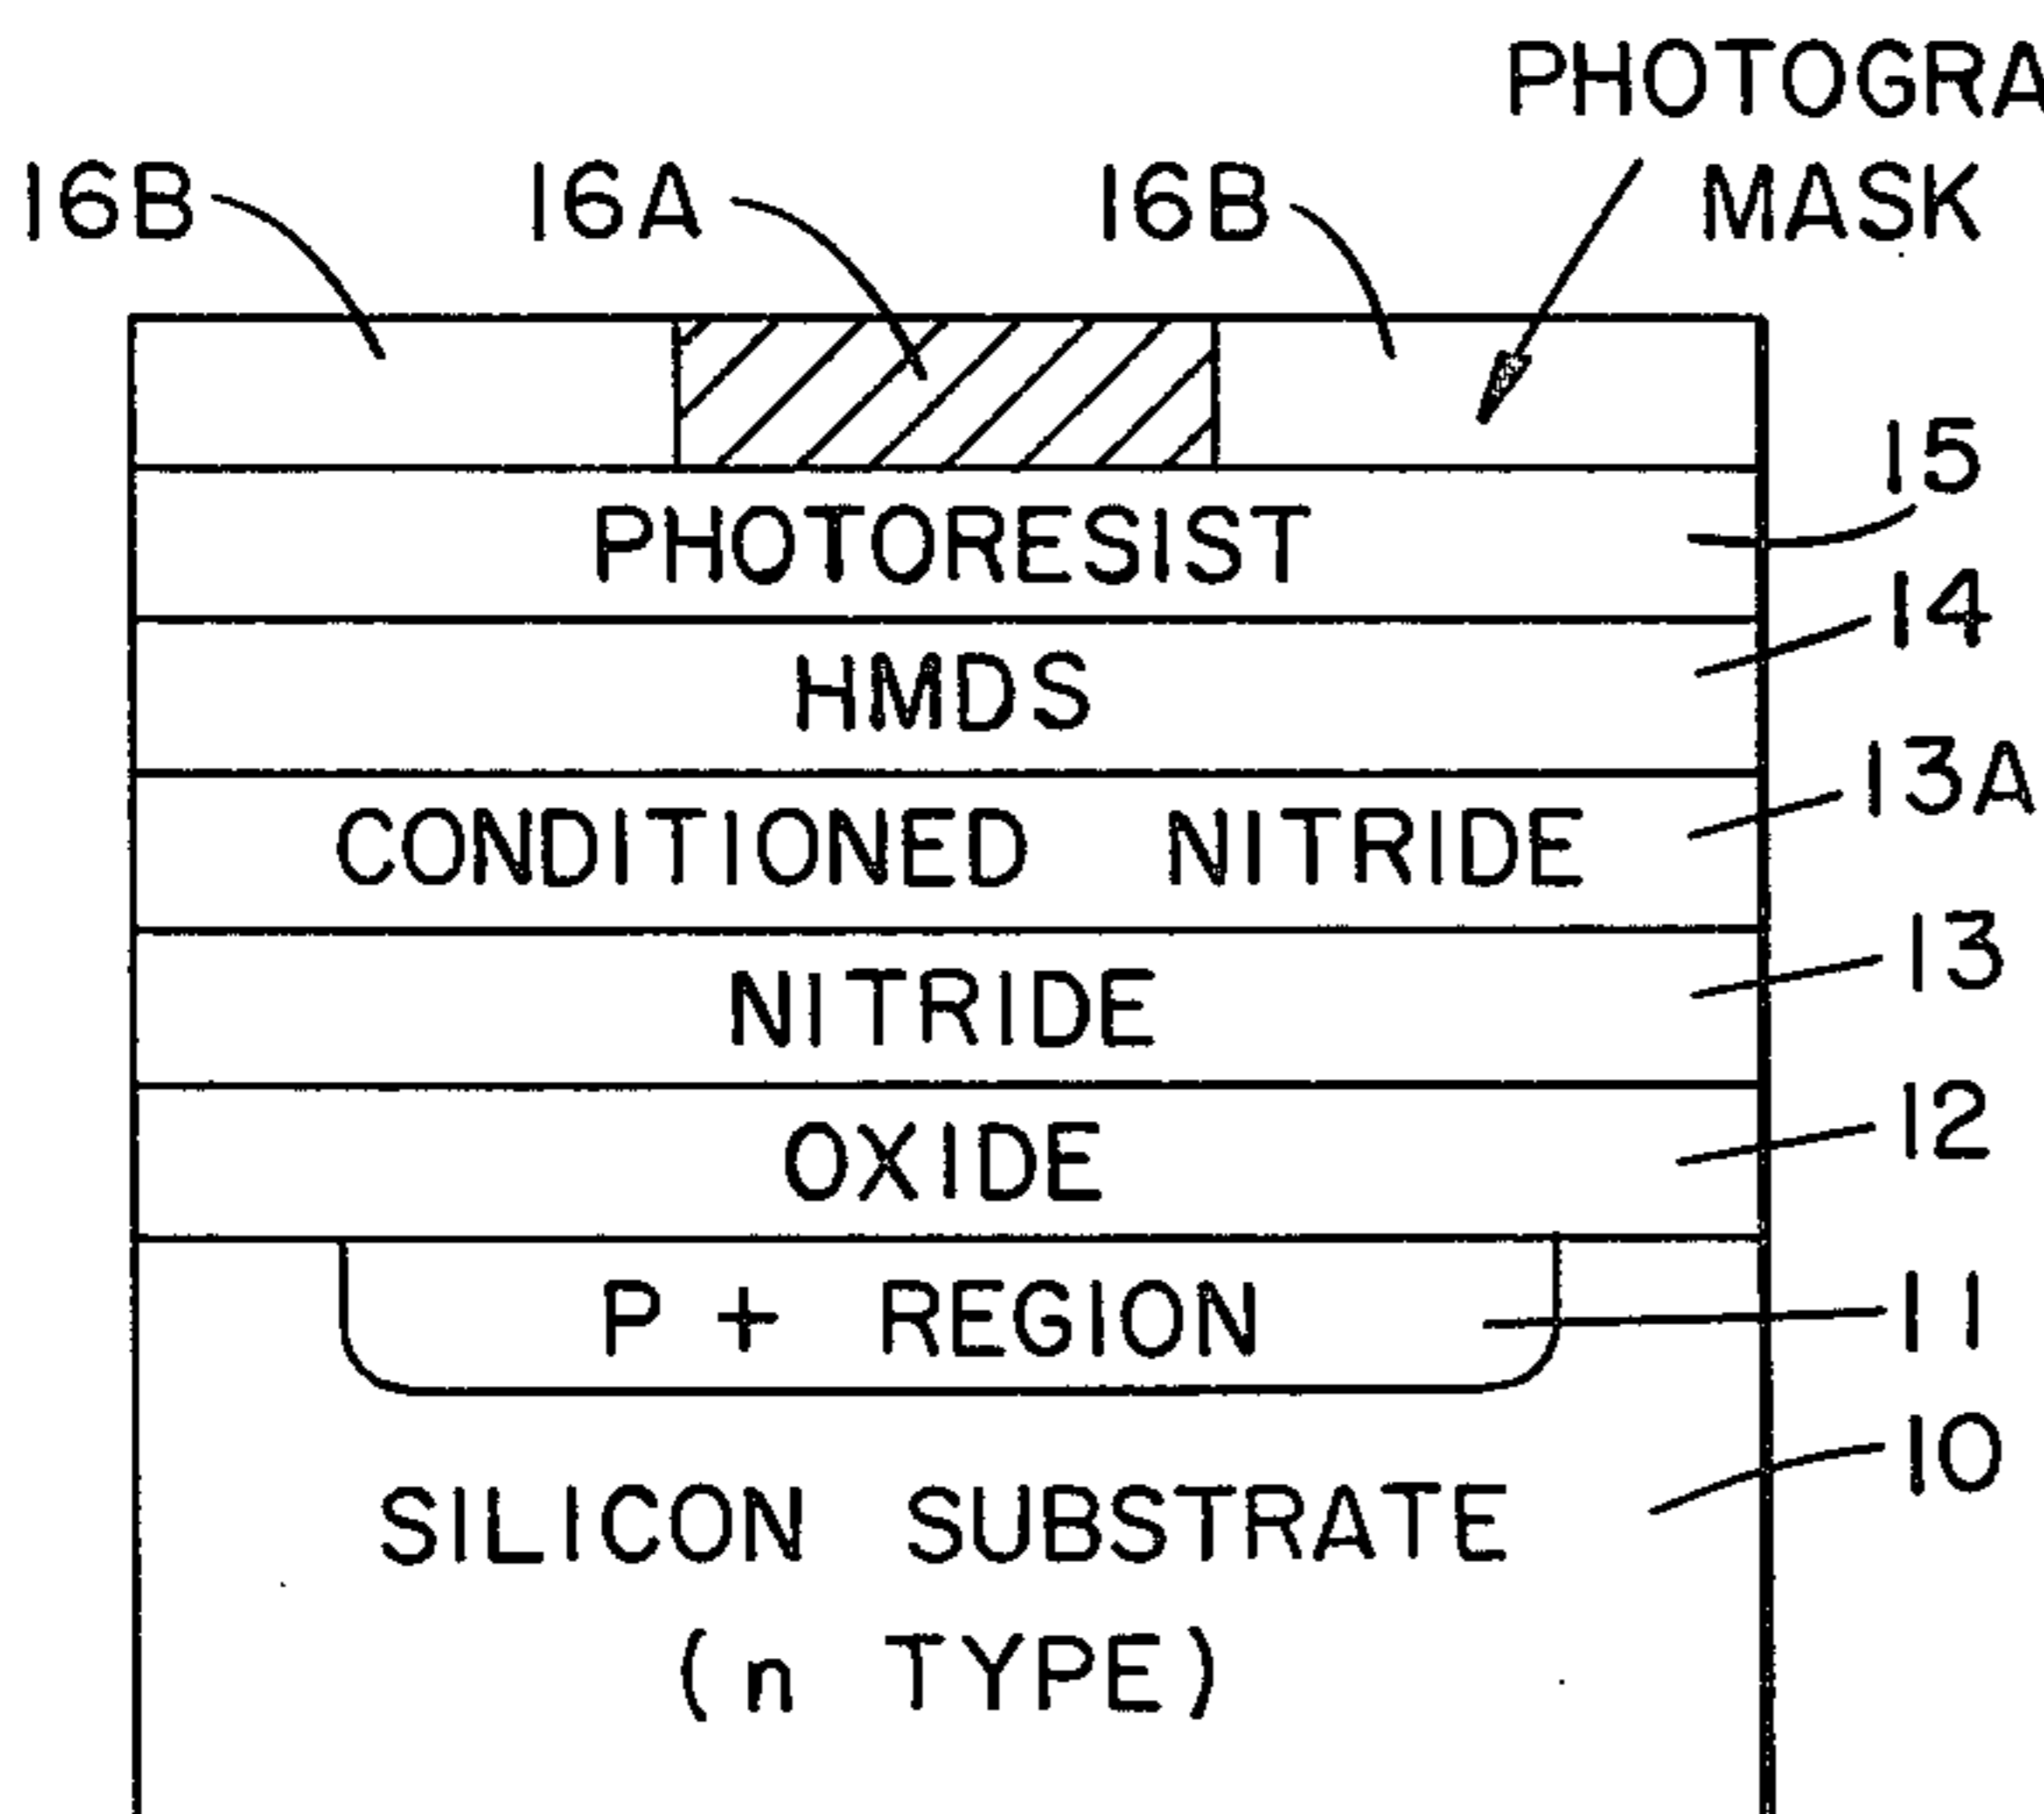 PHOTOGRA
MASK
16B 16A 16B
15
PHOTORESIST
14
HMDS
13A
CONDITIONED NITRIDE
13
NITRIDE
12
OXIDE
11
P + REGION
10
SILICON SUBSTRATE
(n TYPE)